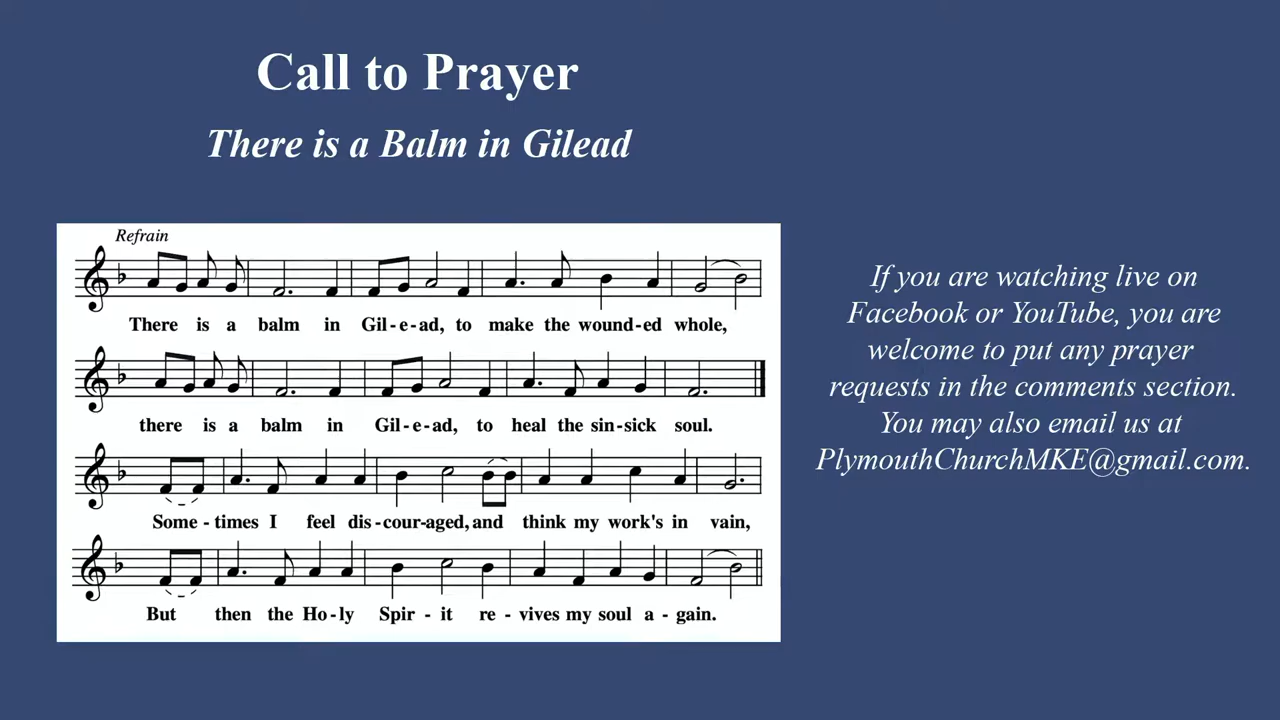 Call to Prayer
There is a Balm in Gilead
Refrain
There is a balm in Gil-e-ad, to make the wound-ed whole,
there is a balm in Gil-e-ad, to heal the sin-sick soul.
Some-times I feel dis-cour-aged, and think my work's in vain,
But then the Ho-ly Spir-it re-vives my soul a-gain.
If you are watching live on
Facebook or YouTube, you are
welcome to put any prayer
requests in the comments section.
You may also email us at
PlymouthChurchMKE@gmail.com.